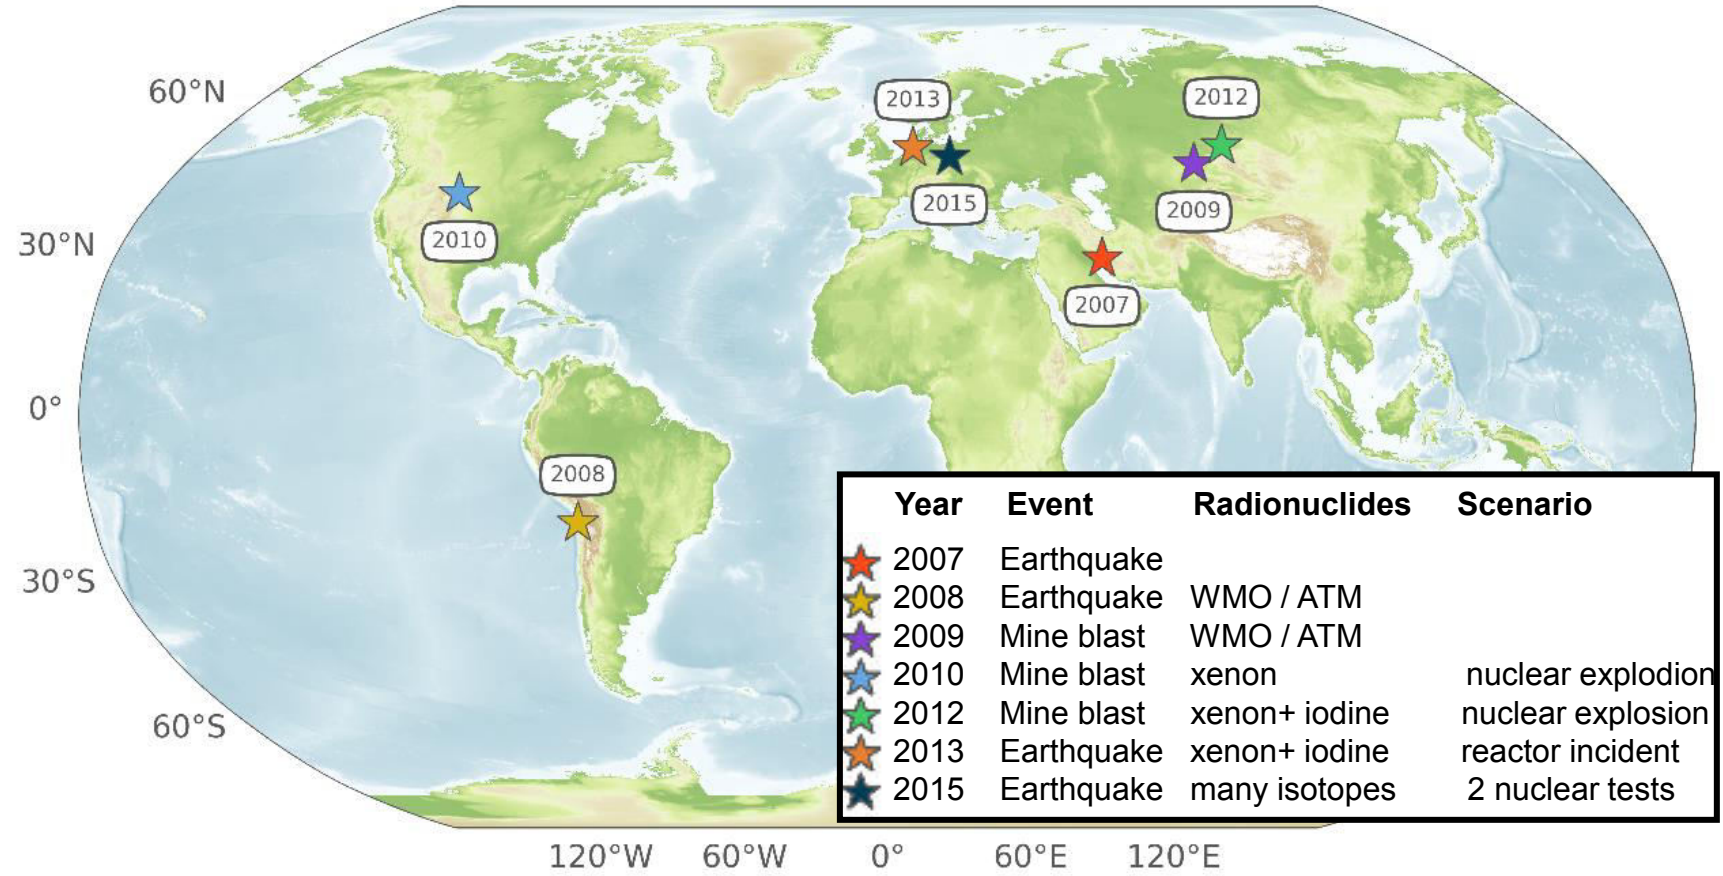 60°N
2013
2012
2015
2009
30°N
2010
2007
0°
2008
30°S
60°S
Year Event Radionuclides Scenario
2007 Earthquake
2008 Earthquake WMO / ATM
2009 Mine blast WMO / ATM
2010 Mine blast xenon nuclear explodion
2012 Mine blast xenon+ iodine nuclear explosion
2013 Earthquake xenon+ iodine reactor incident
2015 Earthquake many isotopes 2 nuclear tests
120°W 60°W 0° 60°E 120°E